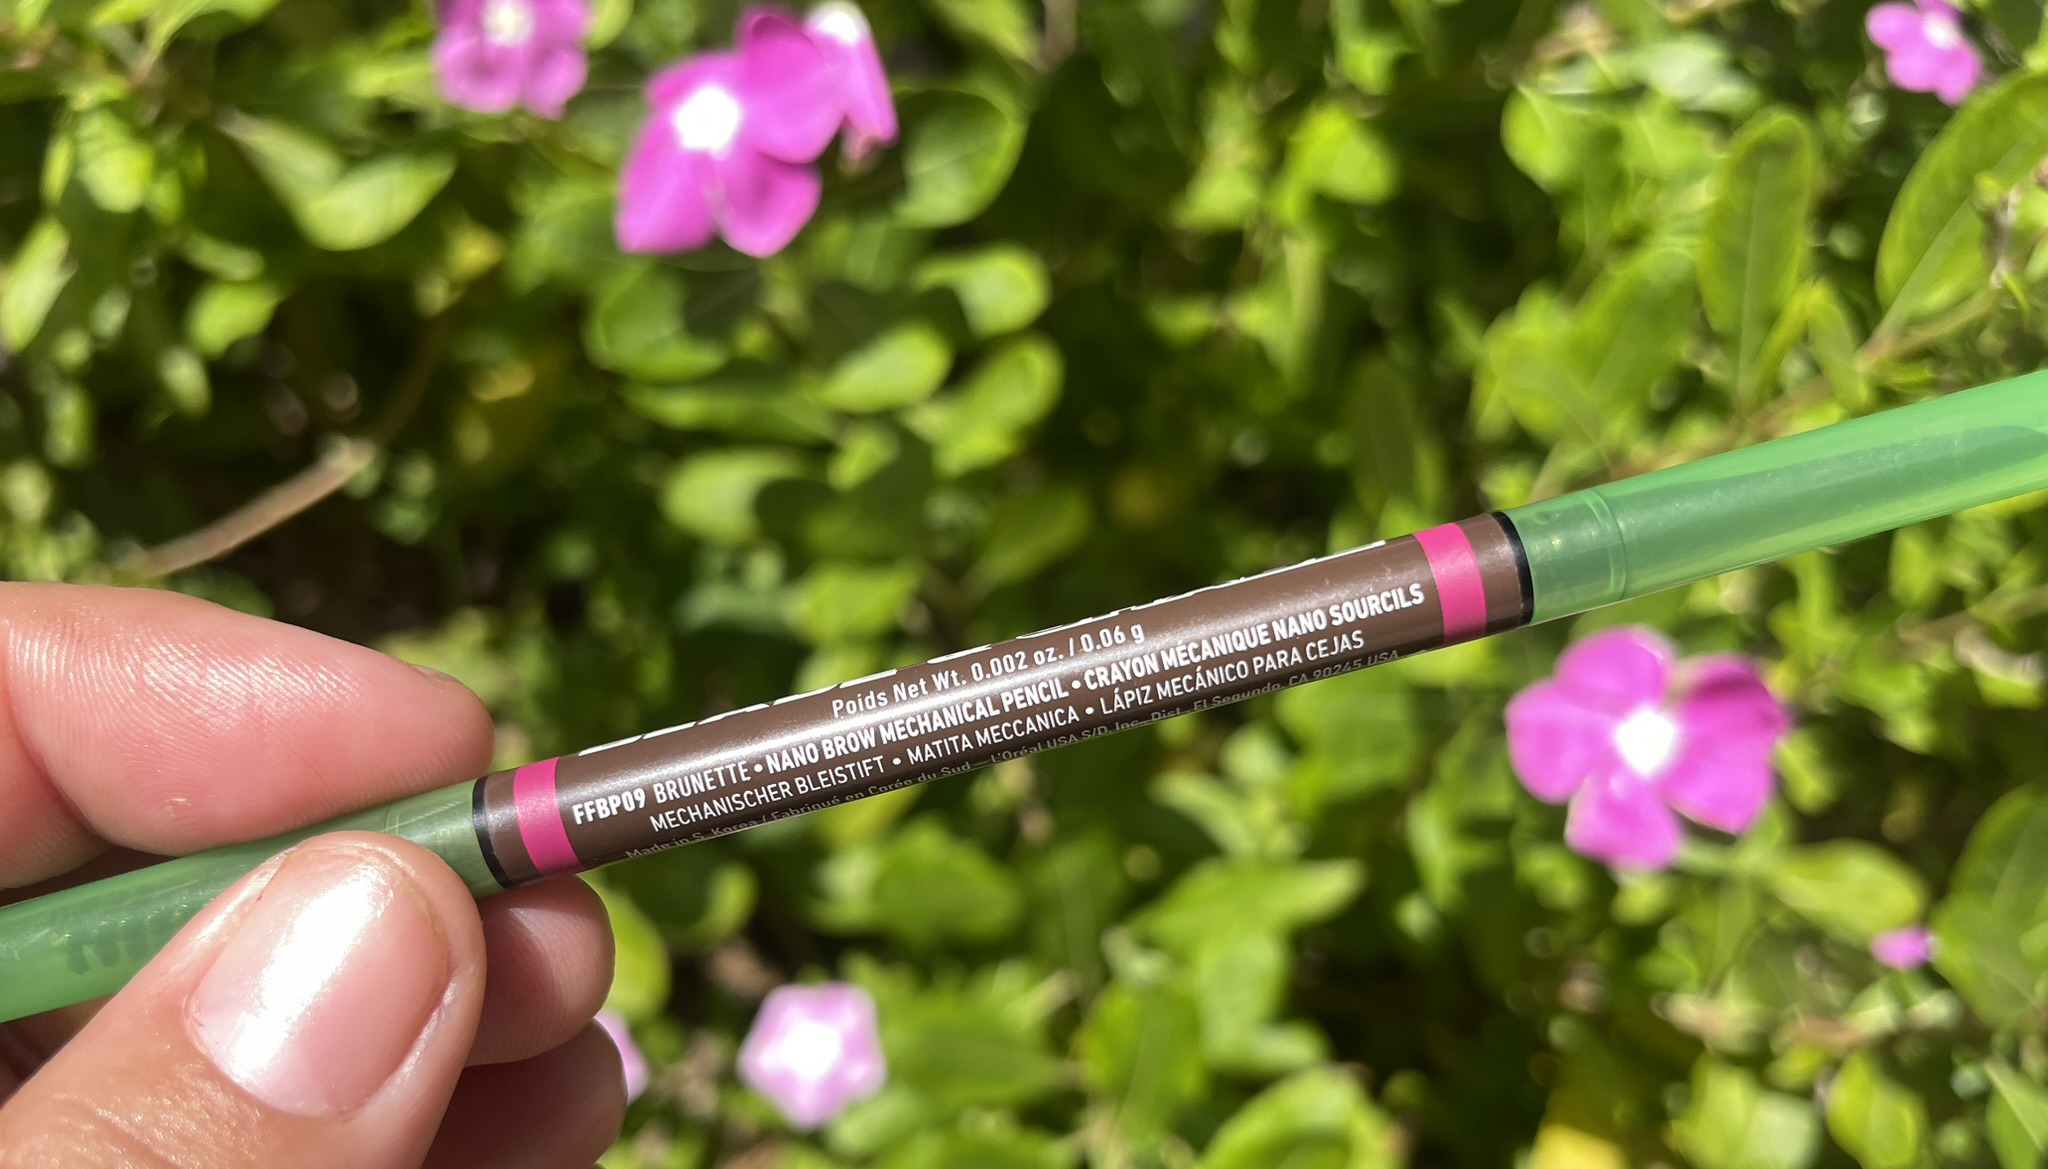 Poids Net Wt. 0.002 oz. / 0.06 g
FFBP09 BRUNETTE • NANO BROW MECHANICAL PENCIL • CRAYON MÉCANIQUE NANO SOURCILS
MECHANISCHER BLEISTIFT • MATITA MECCANICA • LÁPIZ MECÁNICO PARA CEJAS
Made in S. Korea / Fabriqué en Corée du Sud — L'Oréal USA S/D, Inc., Dist., El Segundo, CA 90245 USA